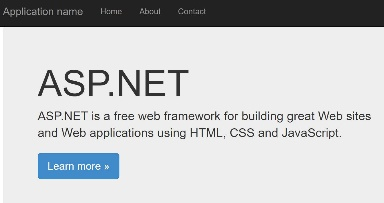 Application name Home About Contact
ASP.NET
ASP.NET is a free web framework for building great Web sites
and Web applications using HTML, CSS and JavaScript.
Learn more »